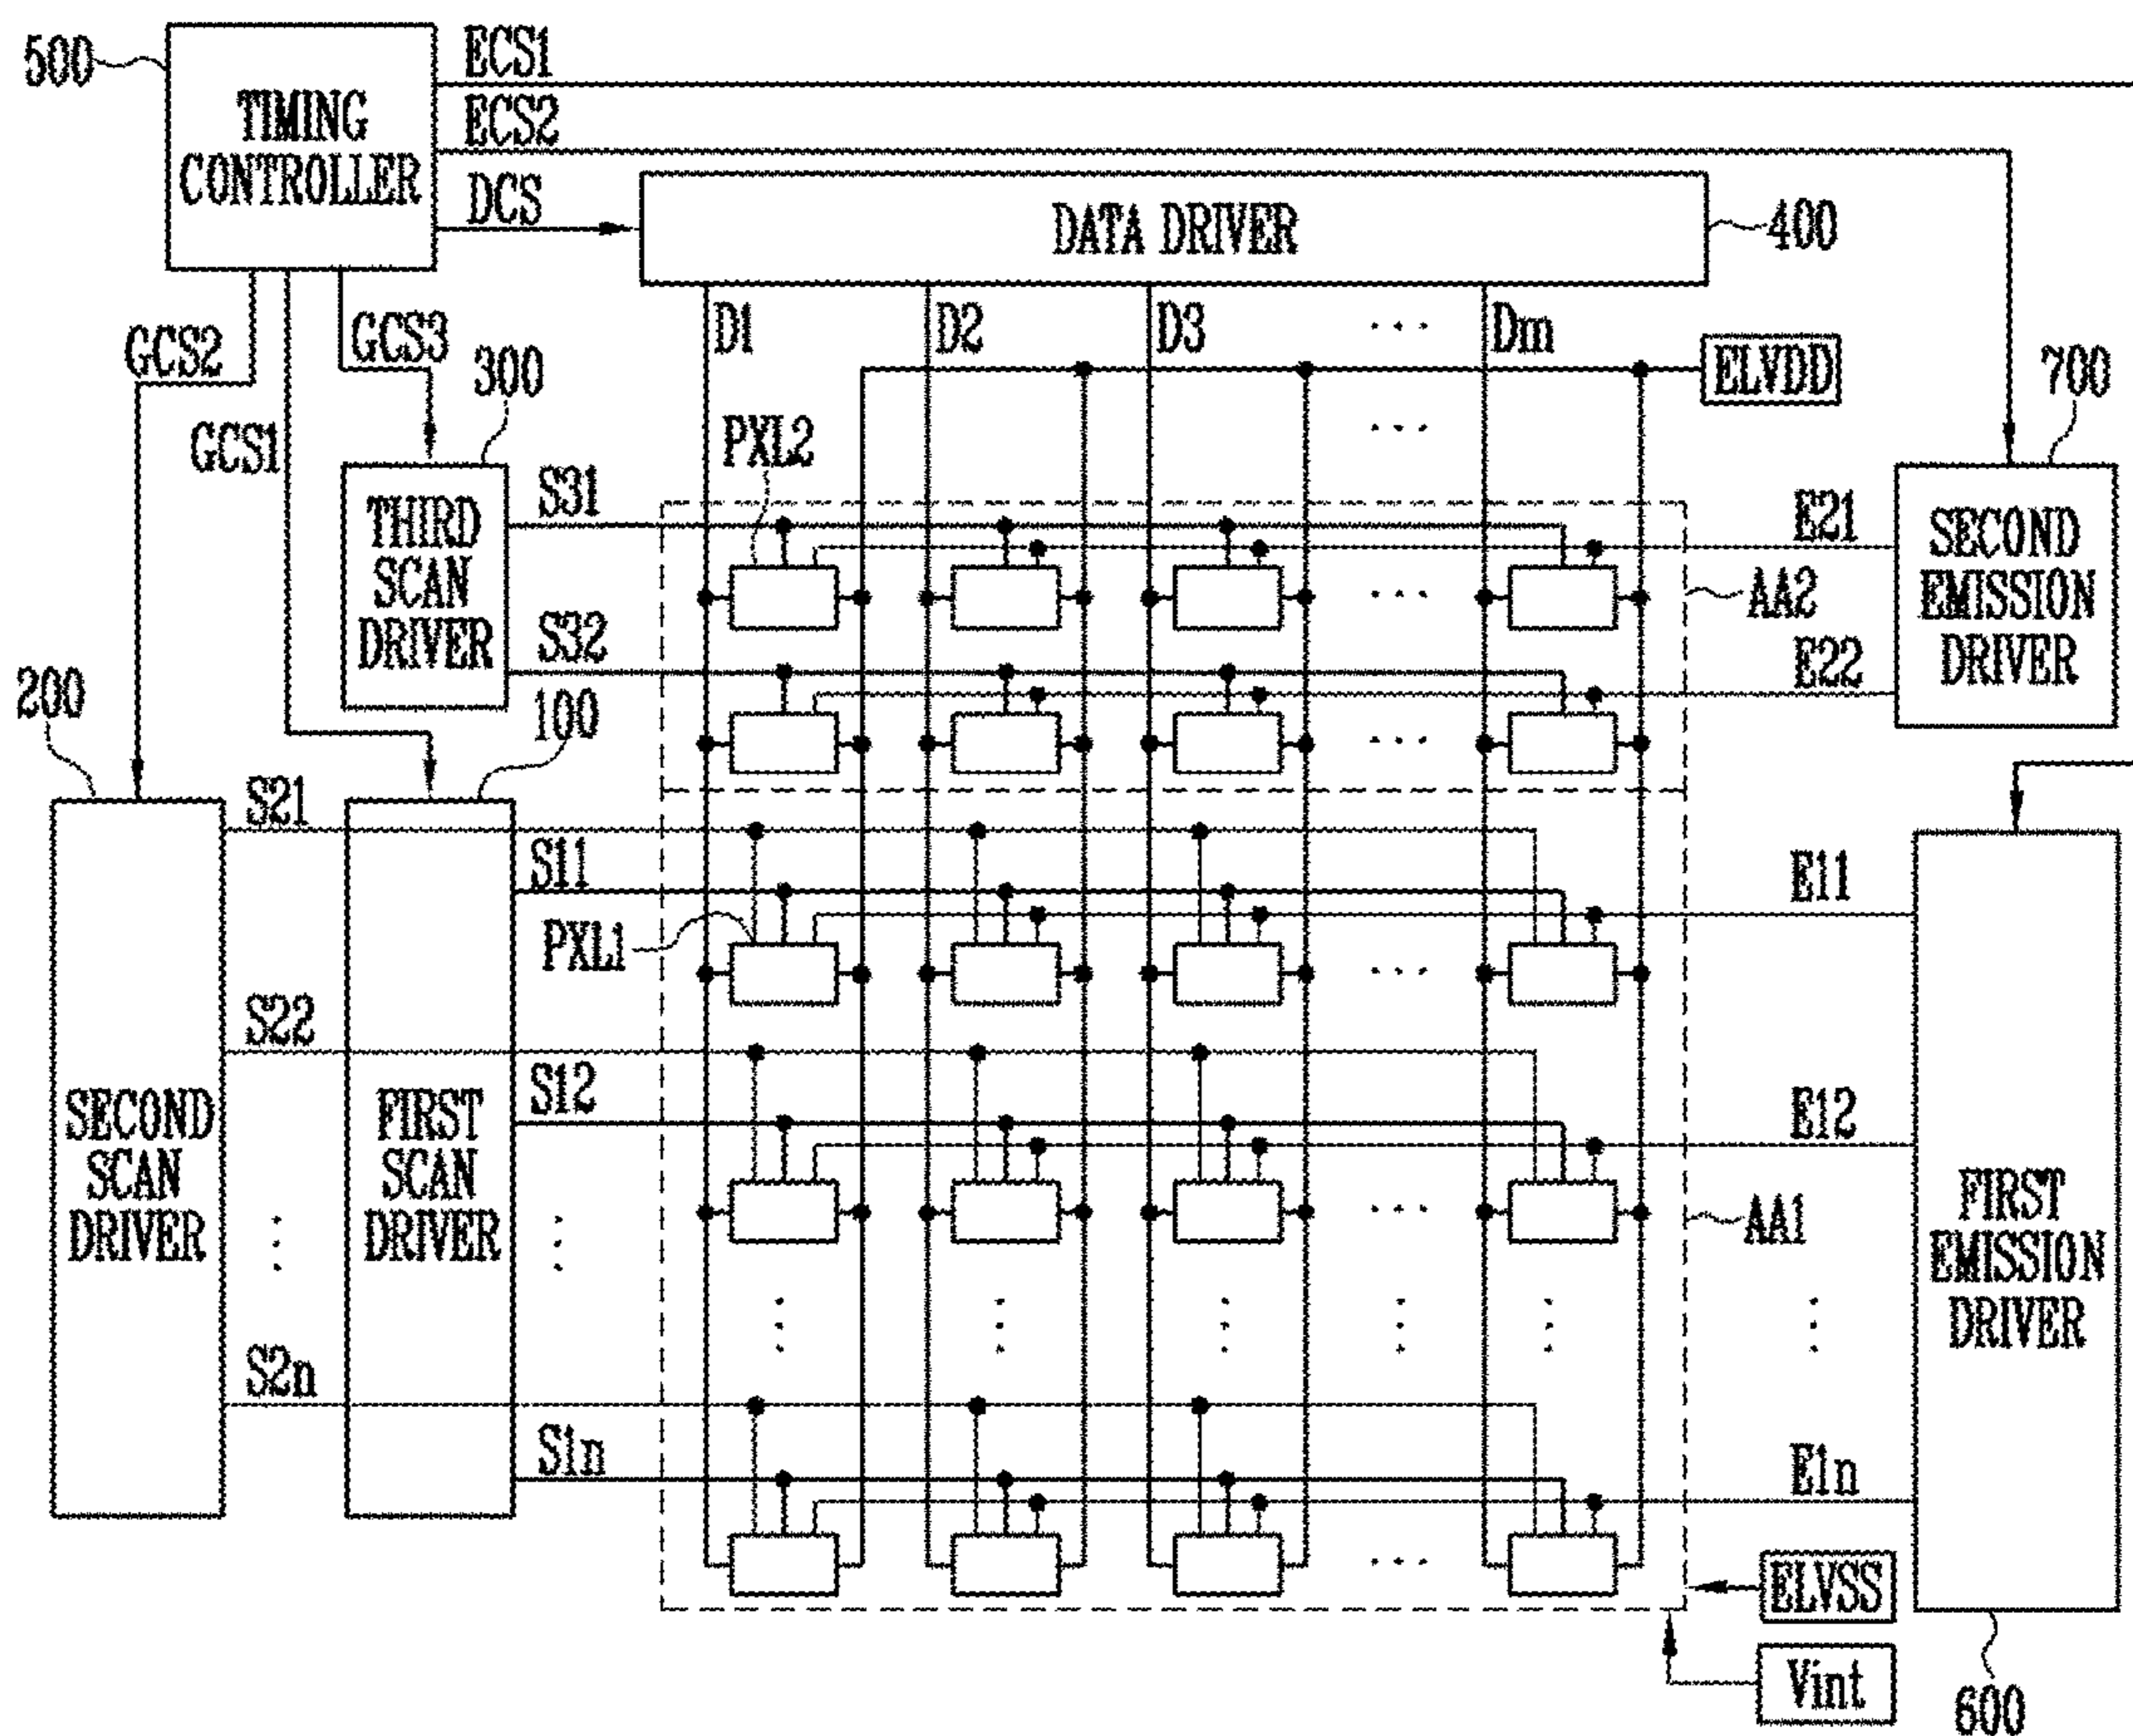 500
TIMING
CONTROLLER
ECS1
ECS2
DCS
DATA DRIVER
400
GCS2
GCS1
GCS3
D1
D2
D3
...
Dm
ELVDD
300
700
PXL2
...
THIRD
SCAN
DRIVER
S31
S32
E21
E22
SECOND
EMISSION
DRIVER
AA2
...
...
200
100
S21
S11
PXL1
E11
...
S22
S12
E12
SECOND
SCAN
DRIVER
FIRST
SCAN
DRIVER
...
AA1
FIRST
EMISSION
DRIVER
S2n
S1n
E1n
...
ELVSS
Vint
600